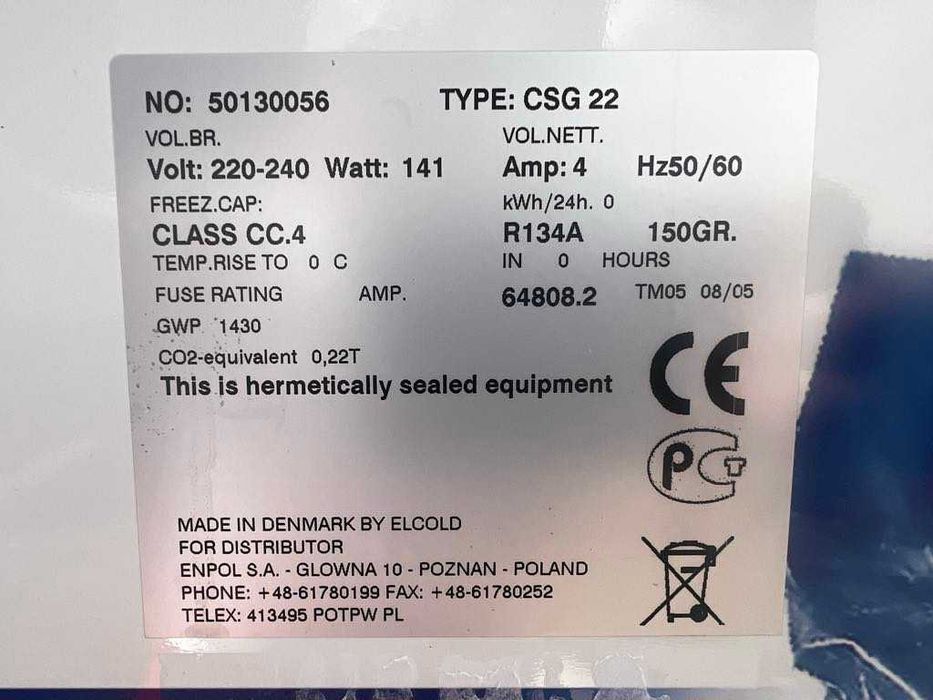 NO: 50130056 TYPE: CSG 22
VOL.BR. VOL.NETT.
Volt: 220-240 Watt: 141 Amp: 4 Hz50/60
FREEZ.CAP: kWh/24h. 0
CLASS CC.4 R134A 150GR.
TEMP.RISE TO 0 C IN 0 HOURS
FUSE RATING AMP. 64808.2 TM05 08/05
GWP 1430
CO2-equivalent 0,22T
This is hermetically sealed equipment
CE
PCT
MADE IN DENMARK BY ELCOLD
FOR DISTRIBUTOR
ENPOL S.A. - GLOWNA 10 - POZNAN - POLAND
PHONE: +48-61780199 FAX: +48-61780252
TELEX: 413495 POTPW PL